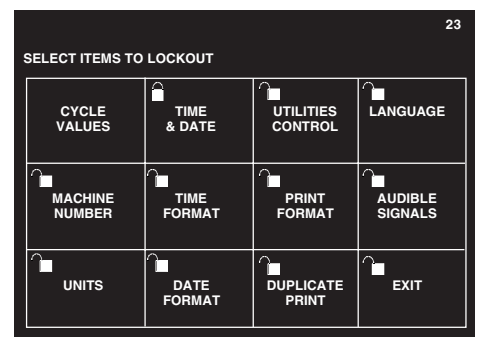 23
SELECT ITEMS TO LOCKOUT
CYCLE
VALUES
TIME
& DATE
UTILITIES
CONTROL
LANGUAGE
MACHINE
NUMBER
TIME
FORMAT
PRINT
FORMAT
AUDIBLE
SIGNALS
UNITS
DATE
FORMAT
DUPLICATE
PRINT
EXIT